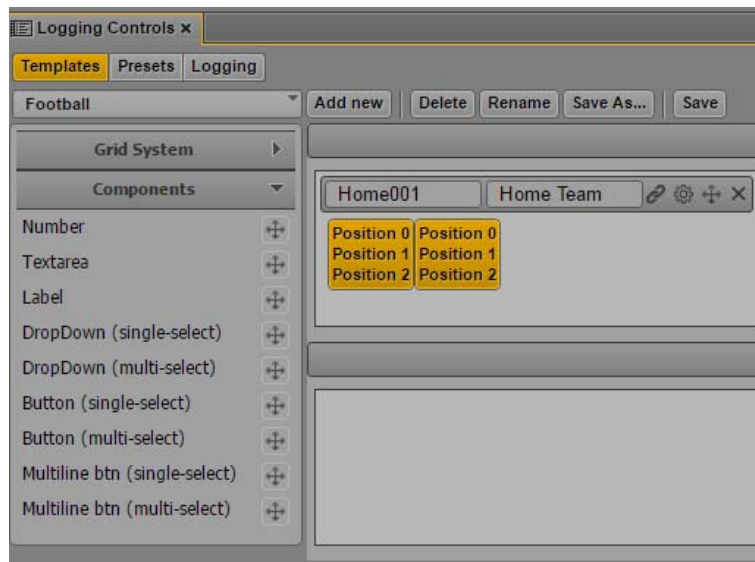 Logging Controls
Templates Presets Logging
Football Add new Delete Rename Save As... Save
Grid System
Components
Home001 Home Team
Number
Position 0 Position 0
Position 1 Position 1
Position 2 Position 2
Textarea
Label
DropDown (single-select)
DropDown (multi-select)
Button (single-select)
Button (multi-select)
Multiline btn (single-select)
Multiline btn (multi-select)